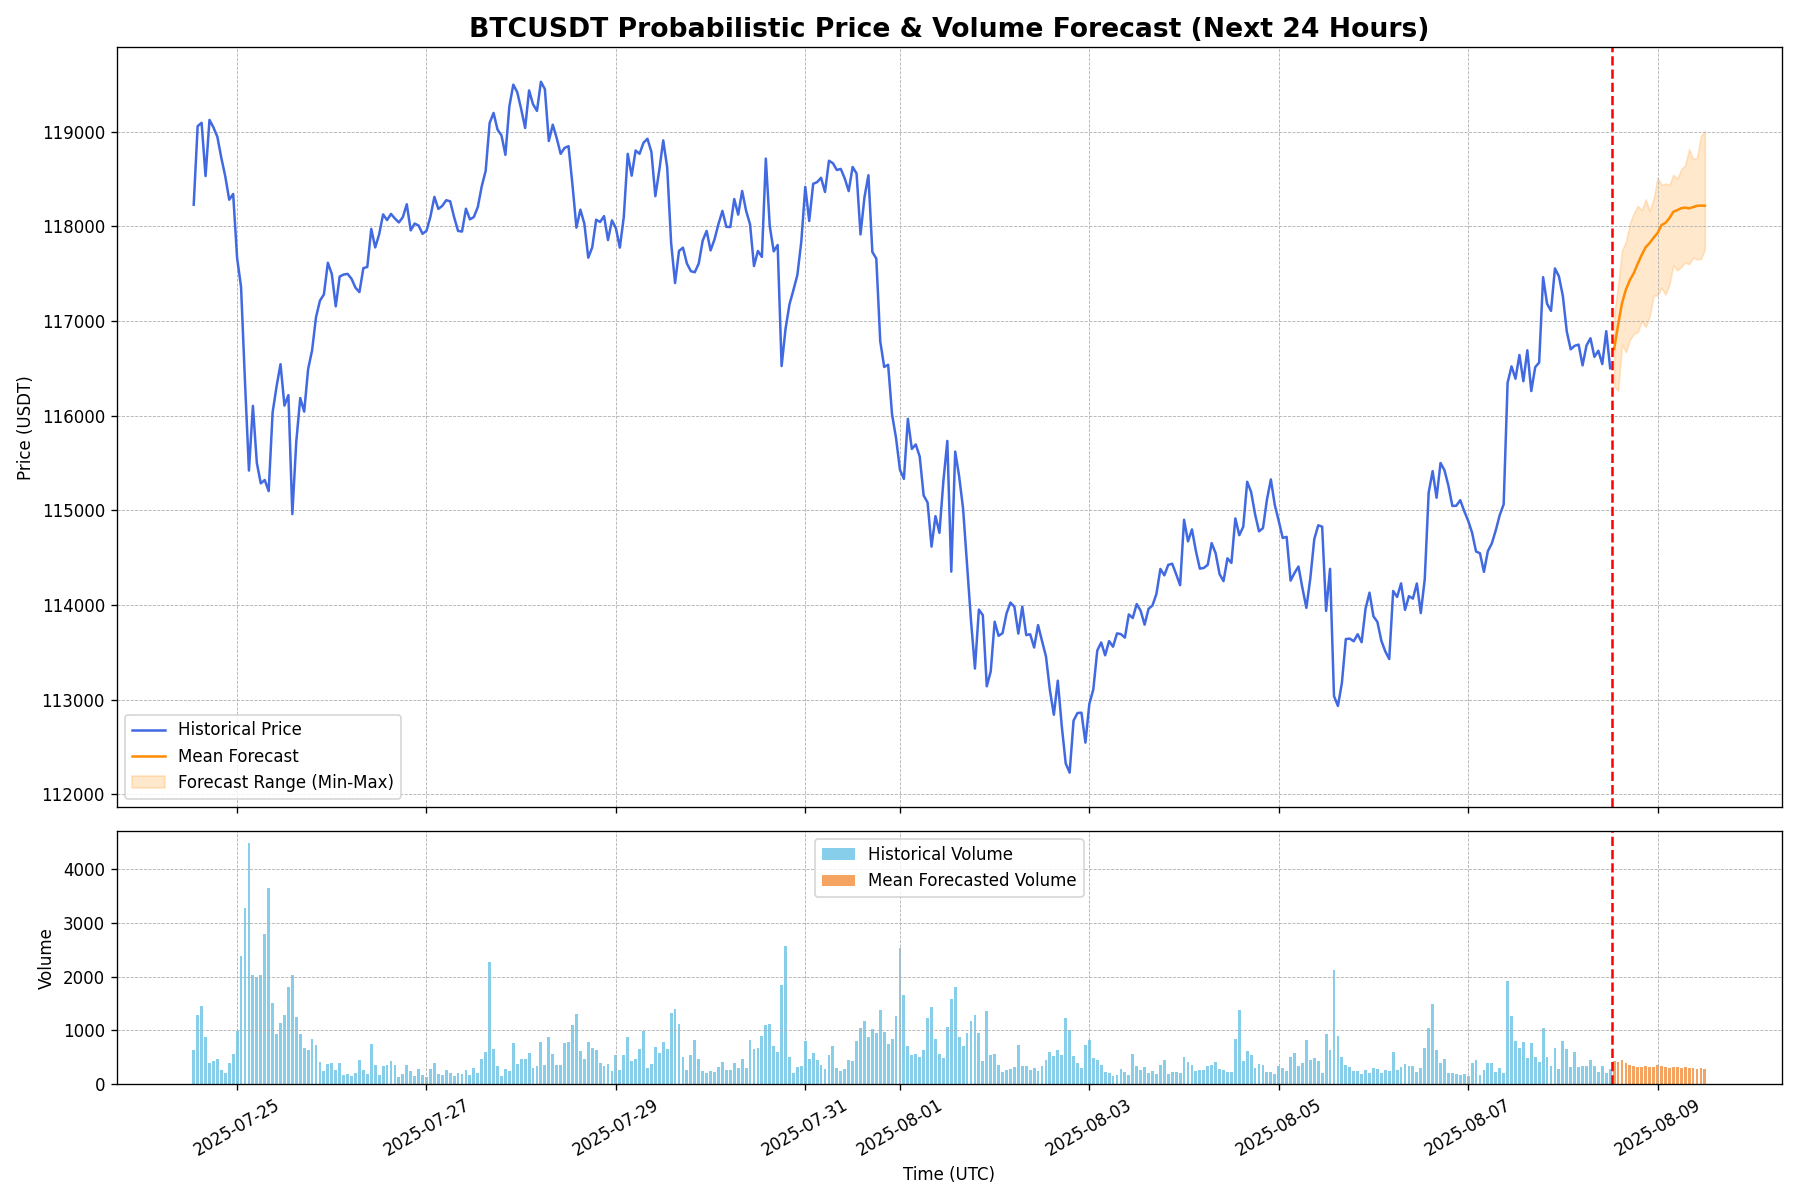 BTCUSDT Probabilistic Price & Volume Forecast (Next 24 Hours)
Price (USDT)
119000
118000
117000
116000
115000
114000
113000
112000
Historical Price
Mean Forecast
Forecast Range (Min-Max)
Volume
4000
3000
2000
1000
0
Historical Volume
Mean Forecasted Volume
2025-07-25
2025-07-27
2025-07-29
2025-07-31
2025-08-01
2025-08-03
2025-08-05
2025-08-07
2025-08-09
Time (UTC)